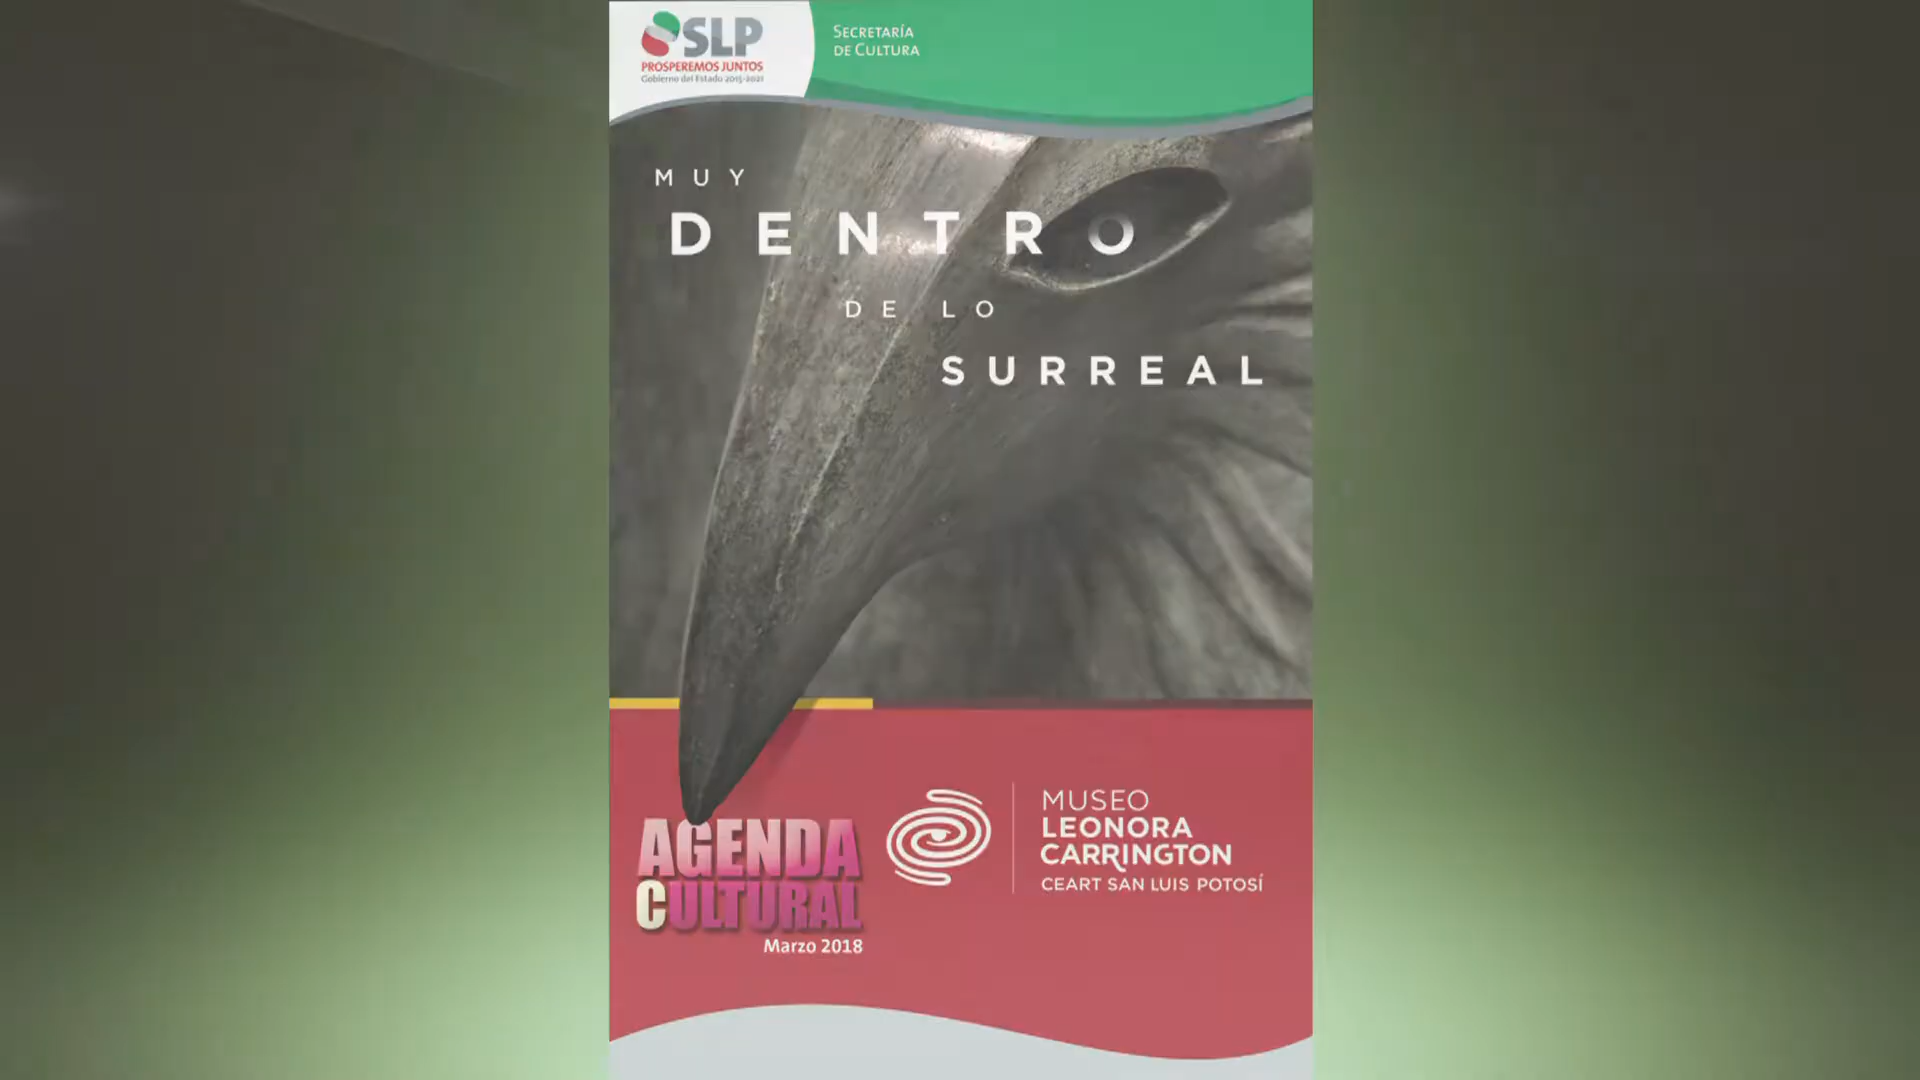 SLP
PROSPEREMOS JUNTOS
Gobierno del Estado 2015-2021
SECRETARÍA
DE CULTURA
MUY
DENTRO
DE LO
SURREAL
AGENDA
CULTURAL
Marzo 2018
MUSEO
LEONORA
CARRINGTON
CEART SAN LUIS POTOSÍ